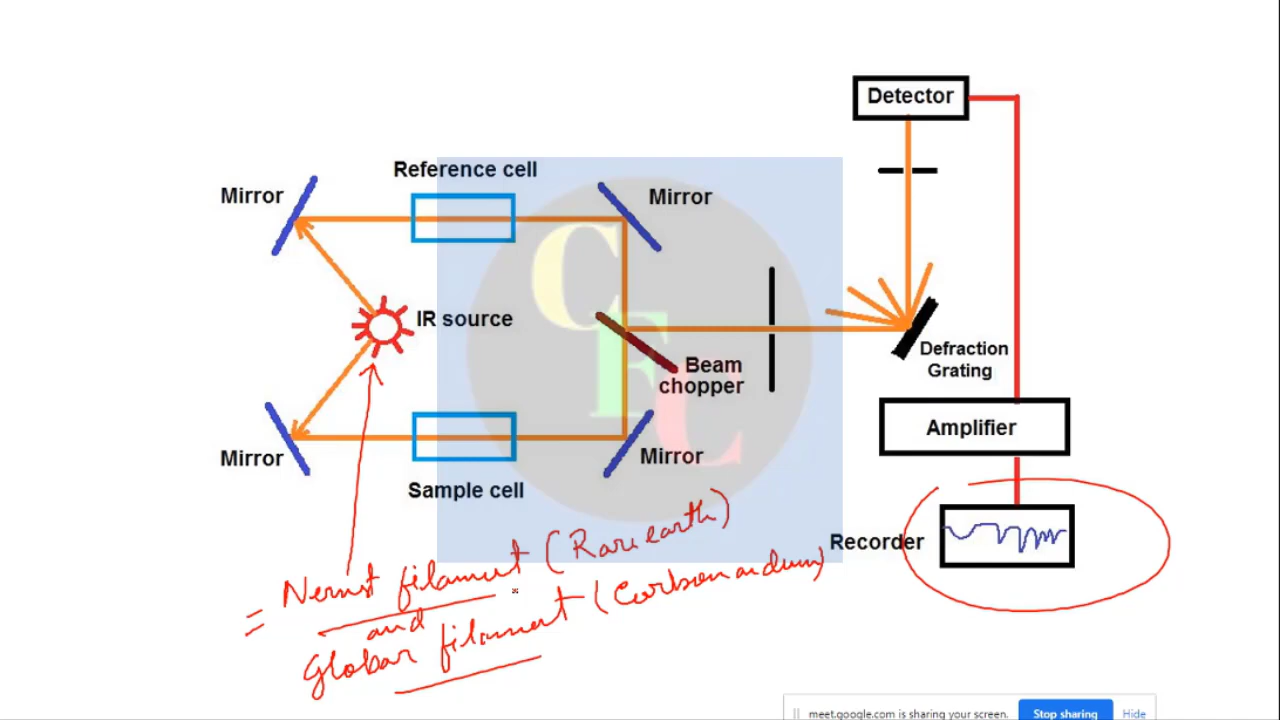 Detector
Reference cell
Mirror
Mirror
C
E
C
IR source
Defraction
Grating
Beam
chopper
Amplifier
Mirror
Mirror
Sample cell
Recorder
= Nernst filament (Rare earth)
and
Globar filament (Carbonandum)
meet.google.com is sharing your screen.
Stop sharing
Hide